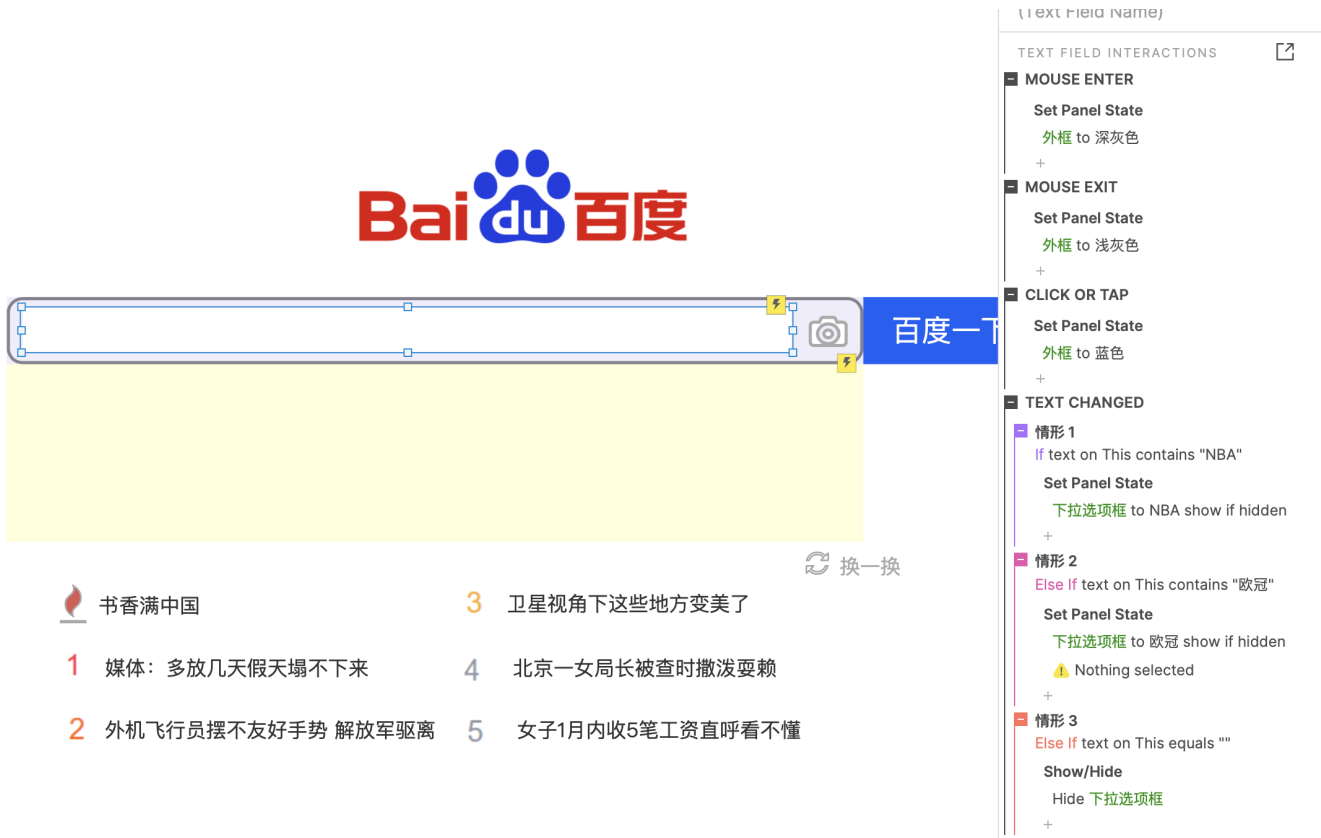 Bai du 百度
百度一下
换一换
书香满中国
3 卫星视角下这些地方变美了
1 媒体：多放几天假天塌不下来
4 北京一女局长被查时撒泼耍赖
2 外机飞行员摆不友好手势 解放军驱离
5 女子1月内收5笔工资直呼看不懂
(Text Field Name)
TEXT FIELD INTERACTIONS
MOUSE ENTER
Set Panel State
外框 to 深灰色
+
MOUSE EXIT
Set Panel State
外框 to 浅灰色
+
CLICK OR TAP
Set Panel State
外框 to 蓝色
+
TEXT CHANGED
情形 1
If text on This contains "NBA"
Set Panel State
下拉选项框 to NBA show if hidden
+
情形 2
Else If text on This contains "欧冠"
Set Panel State
下拉选项框 to 欧冠 show if hidden
Nothing selected
+
情形 3
Else If text on This equals ""
Show/Hide
Hide 下拉选项框
+